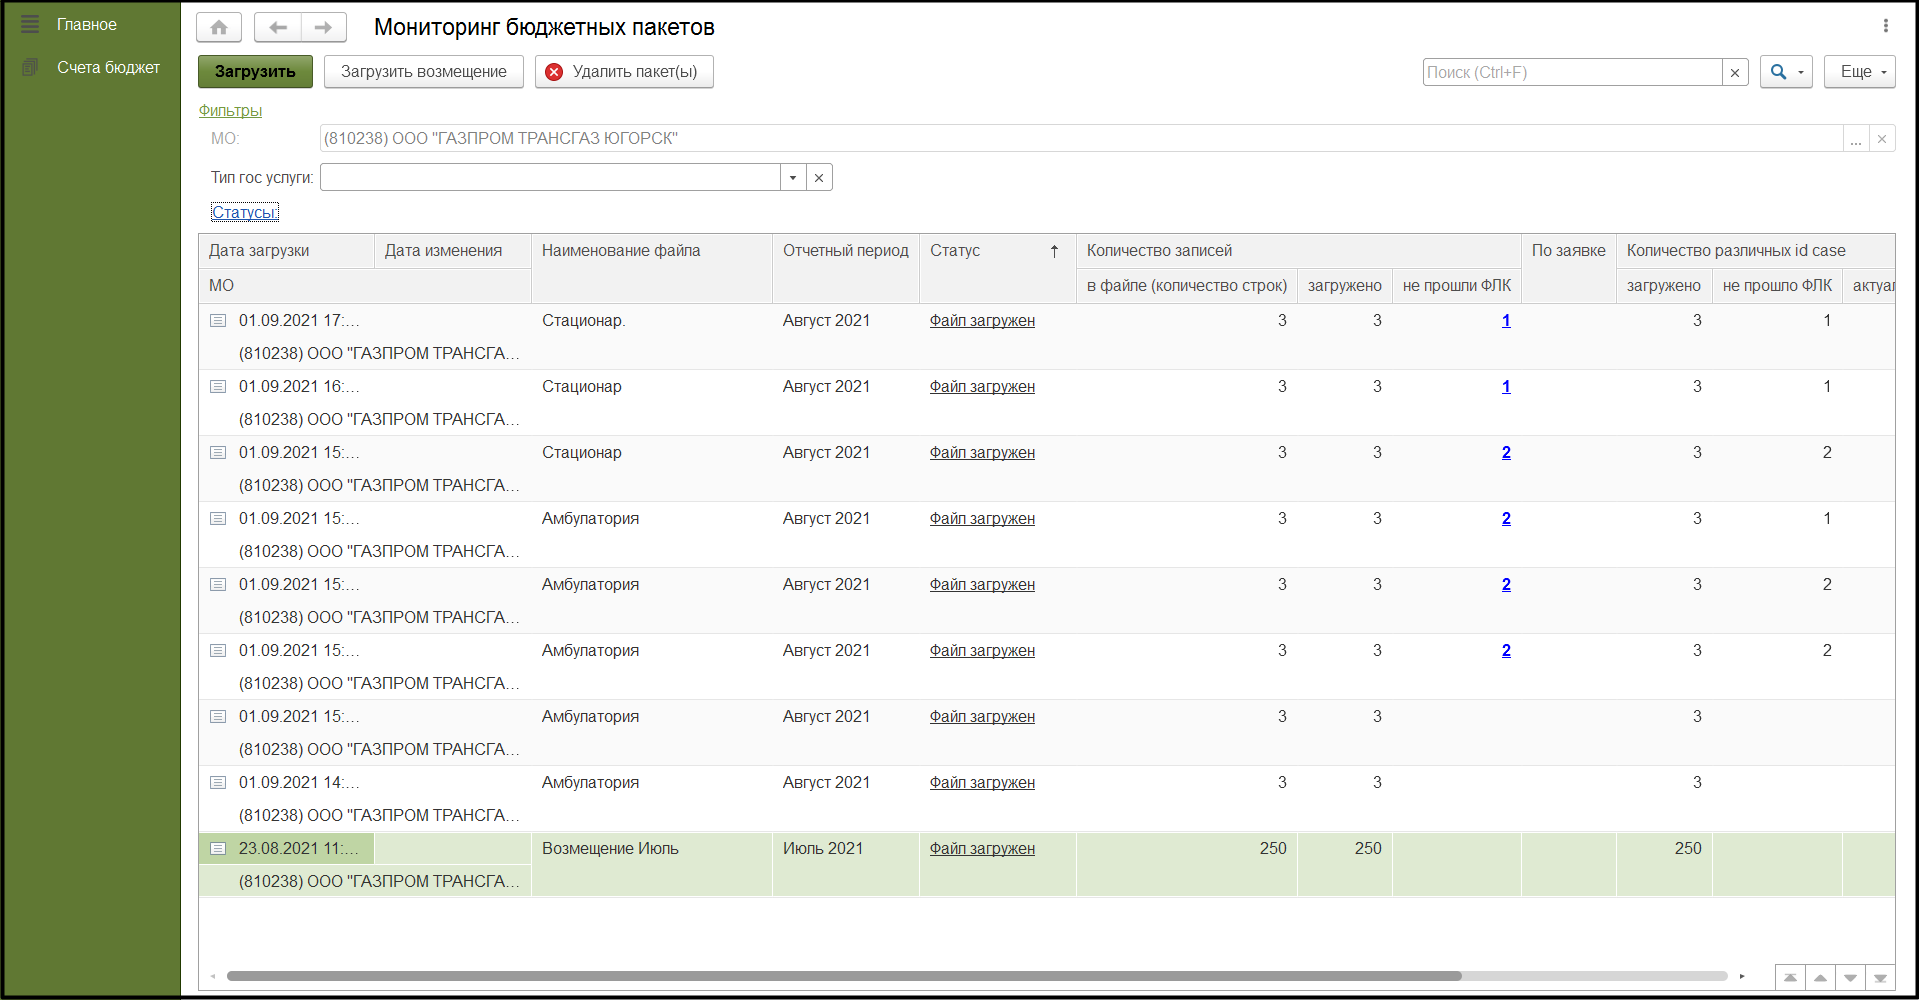 Главное
Счета бюджет
Мониторинг бюджетных пакетов
Загрузить Загрузить возмещение Удалить пакет(ы) Поиск (Ctrl+F) Еще
Фильтры
МО: (810238) ООО "ГАЗПРОМ ТРАНСГАЗ ЮГОРСК" ...
Тип гос услуги:
Статусы:
Дата загрузки Дата изменения Наименование файла Отчетный период Статус Количество записей По заявке Количество различных id case
МО в файле (количество строк) загружено не прошли ФЛК загружено не прошло ФЛК актуал
01.09.2021 17:... Стационар. Август 2021 Файл загружен 3 3 1 3 1
(810238) ООО "ГАЗПРОМ ТРАНСГА...
01.09.2021 16:... Стационар Август 2021 Файл загружен 3 3 1 3 1
(810238) ООО "ГАЗПРОМ ТРАНСГА...
01.09.2021 15:... Стационар Август 2021 Файл загружен 3 3 2 3 2
(810238) ООО "ГАЗПРОМ ТРАНСГА...
01.09.2021 15:... Амбулатория Август 2021 Файл загружен 3 3 2 3 1
(810238) ООО "ГАЗПРОМ ТРАНСГА...
01.09.2021 15:... Амбулатория Август 2021 Файл загружен 3 3 2 3 2
(810238) ООО "ГАЗПРОМ ТРАНСГА...
01.09.2021 15:... Амбулатория Август 2021 Файл загружен 3 3 2 3 2
(810238) ООО "ГАЗПРОМ ТРАНСГА...
01.09.2021 15:... Амбулатория Август 2021 Файл загружен 3 3 3
(810238) ООО "ГАЗПРОМ ТРАНСГА...
01.09.2021 14:... Амбулатория Август 2021 Файл загружен 3 3 3
(810238) ООО "ГАЗПРОМ ТРАНСГА...
23.08.2021 11:... Возмещение Июль Июль 2021 Файл загружен 250 250 250
(810238) ООО "ГАЗПРОМ ТРАНСГА...